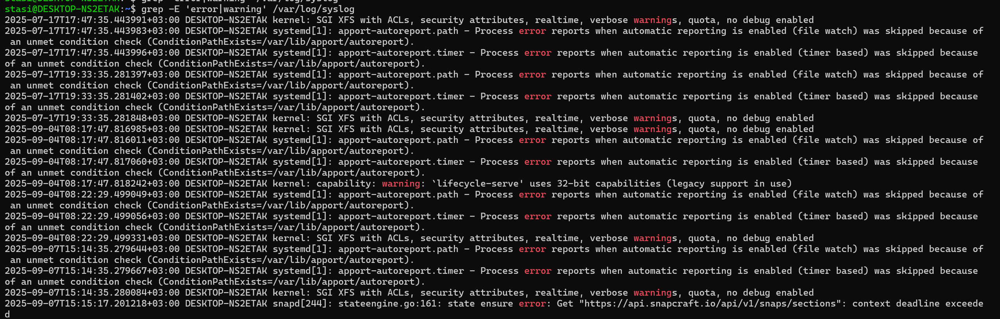 stasi@DESKTOP-NS2ETAK:~$ grep -E 'error|warning' /var/log/syslog
stasi@DESKTOP-NS2ETAK:~$ grep -E 'error|warning' /var/log/syslog
2025-07-17T17:47:35.443991+03:00 DESKTOP-NS2ETAK kernel: SGI XFS with ACLs, security attributes, realtime, verbose warnings, quota, no debug enabled
2025-07-17T17:47:35.443983+03:00 DESKTOP-NS2ETAK systemd[1]: apport-autoreport.path - Process error reports when automatic reporting is enabled (file watch) was skipped because of
 an unmet condition check (ConditionPathExists=/var/lib/apport/autoreport).
2025-07-17T17:47:35.443996+03:00 DESKTOP-NS2ETAK systemd[1]: apport-autoreport.timer - Process error reports when automatic reporting is enabled (timer based) was skipped because
of an unmet condition check (ConditionPathExists=/var/lib/apport/autoreport).
2025-07-17T19:33:35.281397+03:00 DESKTOP-NS2ETAK systemd[1]: apport-autoreport.path - Process error reports when automatic reporting is enabled (file watch) was skipped because of
 an unmet condition check (ConditionPathExists=/var/lib/apport/autoreport).
2025-07-17T19:33:35.281402+03:00 DESKTOP-NS2ETAK systemd[1]: apport-autoreport.timer - Process error reports when automatic reporting is enabled (timer based) was skipped because
of an unmet condition check (ConditionPathExists=/var/lib/apport/autoreport).
2025-07-17T19:33:35.281848+03:00 DESKTOP-NS2ETAK kernel: SGI XFS with ACLs, security attributes, realtime, verbose warnings, quota, no debug enabled
2025-09-04T08:17:47.816985+03:00 DESKTOP-NS2ETAK kernel: SGI XFS with ACLs, security attributes, realtime, verbose warnings, quota, no debug enabled
2025-09-04T08:17:47.816011+03:00 DESKTOP-NS2ETAK systemd[1]: apport-autoreport.path - Process error reports when automatic reporting is enabled (file watch) was skipped because of
 an unmet condition check (ConditionPathExists=/var/lib/apport/autoreport).
2025-09-04T08:17:47.817060+03:00 DESKTOP-NS2ETAK systemd[1]: apport-autoreport.timer - Process error reports when automatic reporting is enabled (timer based) was skipped because
of an unmet condition check (ConditionPathExists=/var/lib/apport/autoreport).
2025-09-04T08:17:47.818242+03:00 DESKTOP-NS2ETAK kernel: capability: warning: `lifecycle-serve' uses 32-bit capabilities (legacy support in use)
2025-09-04T08:22:29.499049+03:00 DESKTOP-NS2ETAK systemd[1]: apport-autoreport.path - Process error reports when automatic reporting is enabled (file watch) was skipped because of
 an unmet condition check (ConditionPathExists=/var/lib/apport/autoreport).
2025-09-04T08:22:29.499056+03:00 DESKTOP-NS2ETAK systemd[1]: apport-autoreport.timer - Process error reports when automatic reporting is enabled (timer based) was skipped because
of an unmet condition check (ConditionPathExists=/var/lib/apport/autoreport).
2025-09-04T08:22:29.499331+03:00 DESKTOP-NS2ETAK kernel: SGI XFS with ACLs, security attributes, realtime, verbose warnings, quota, no debug enabled
2025-09-07T15:14:35.279644+03:00 DESKTOP-NS2ETAK systemd[1]: apport-autoreport.path - Process error reports when automatic reporting is enabled (file watch) was skipped because of
 an unmet condition check (ConditionPathExists=/var/lib/apport/autoreport).
2025-09-07T15:14:35.279667+03:00 DESKTOP-NS2ETAK systemd[1]: apport-autoreport.timer - Process error reports when automatic reporting is enabled (timer based) was skipped because
of an unmet condition check (ConditionPathExists=/var/lib/apport/autoreport).
2025-09-07T15:14:35.280084+03:00 DESKTOP-NS2ETAK kernel: SGI XFS with ACLs, security attributes, realtime, verbose warnings, quota, no debug enabled
2025-09-07T15:15:17.201218+03:00 DESKTOP-NS2ETAK snapd[244]: stateengine.go:161: state ensure error: Get "https://api.snapcraft.io/api/v1/snaps/sections": context deadline exceede
d